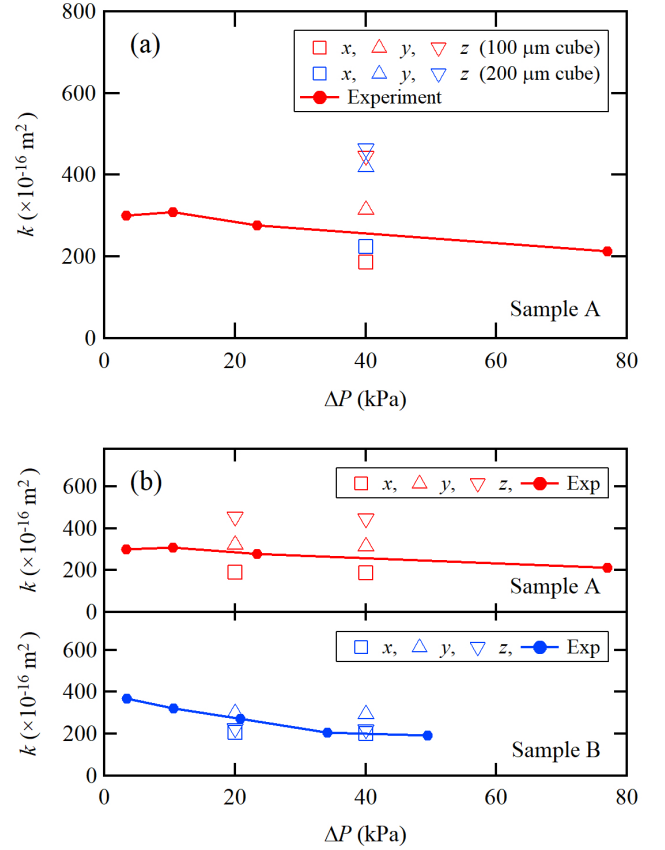 800
(a)
x, y, z (100 μm cube)
x, y, z (200 μm cube)
Experiment
600
k (×10⁻¹⁶ m²)
400
200
Sample A
0
0 20 40 60 80
ΔP (kPa)
(b)
x, y, z, Exp
600
k (×10⁻¹⁶ m²)
400
200
Sample A
0
x, y, z, Exp
600
k (×10⁻¹⁶ m²)
400
200
Sample B
0
0 20 40 60 80
ΔP (kPa)